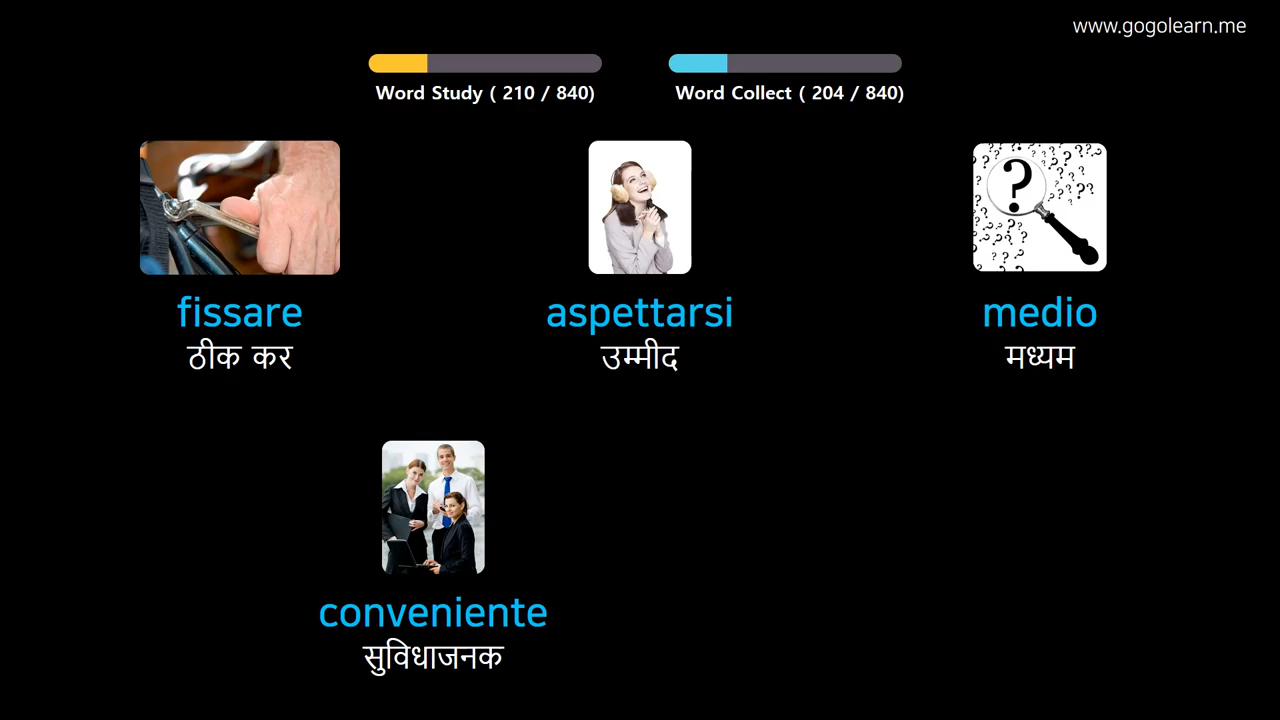 www.gogolearn.me
Word Study ( 210 / 840)
Word Collect ( 204 / 840)
fissare
ठीक कर
aspettarsi
उम्मीद
medio
मध्यम
conveniente
सुविधाजनक